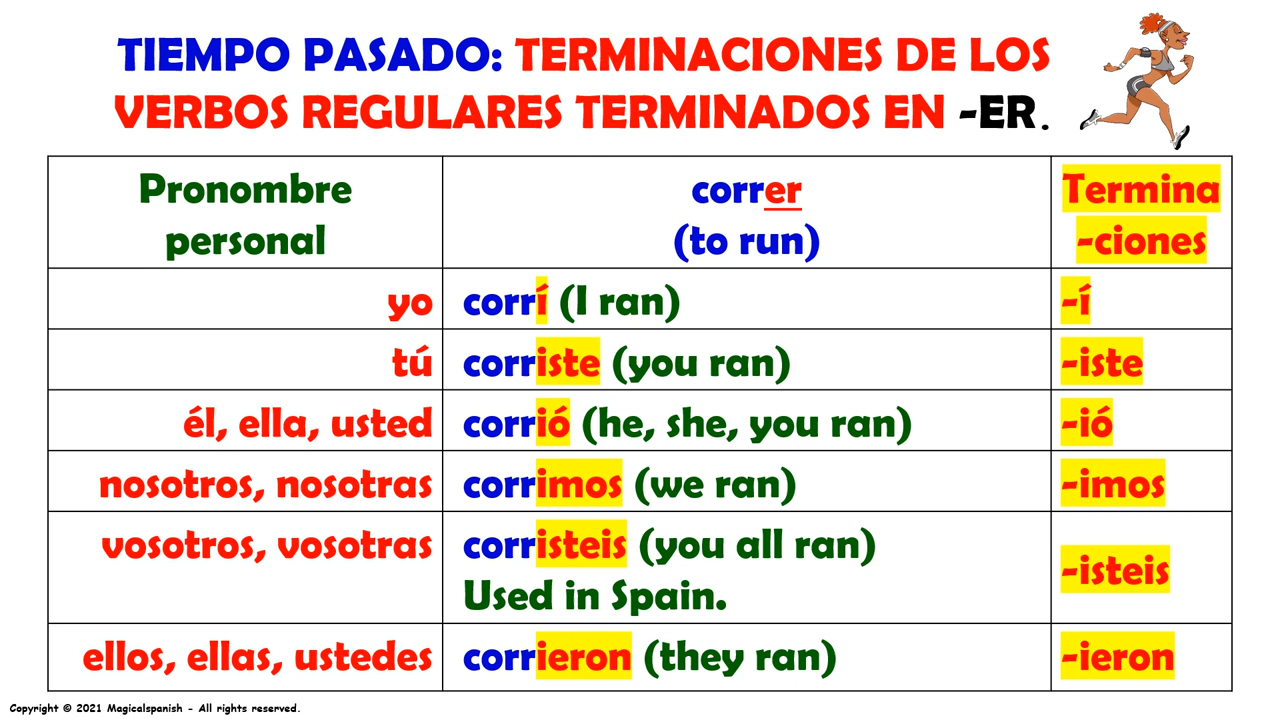 TIEMPO PASADO: TERMINACIONES DE LOS
VERBOS REGULARES TERMINADOS EN -ER.
Pronombre
personal
correr
(to run)
Termina
-ciones
yo
corrí (I ran)
-í
tú
corriste (you ran)
-iste
él, ella, usted
corrió (he, she, you ran)
-ió
nosotros, nosotras
corrimos (we ran)
-imos
vosotros, vosotras
corristeis (you all ran)
Used in Spain.
-isteis
ellos, ellas, ustedes
corrieron (they ran)
-ieron
Copyright © 2021 Magicalspanish - All rights reserved.